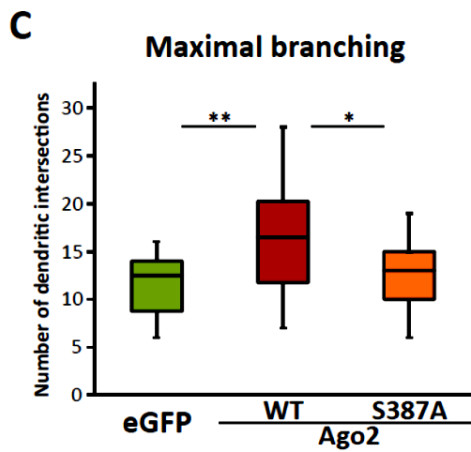 C
Maximal branching
Number of dendritic intersections
30
25
20
15
10
5
0
**
*
eGFP
WT
S387A
Ago2